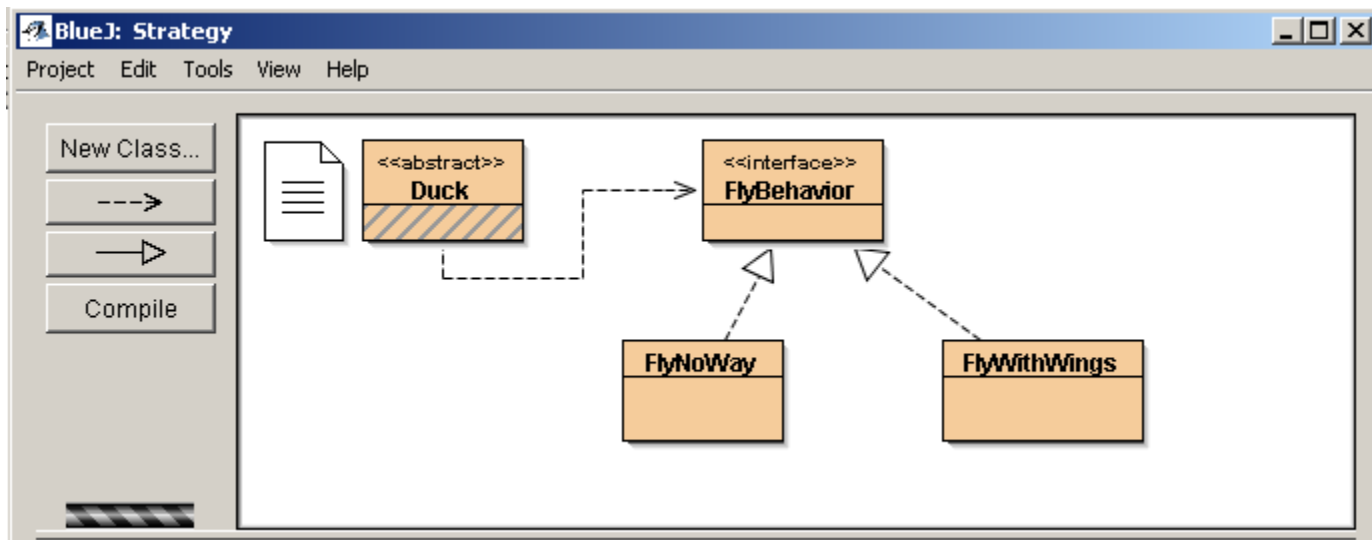 BlueJ: Strategy
Project Edit Tools View Help
New Class...
Compile
<<abstract>>
Duck
<<interface>>
FlyBehavior
FlyNoWay
FlyWithWings